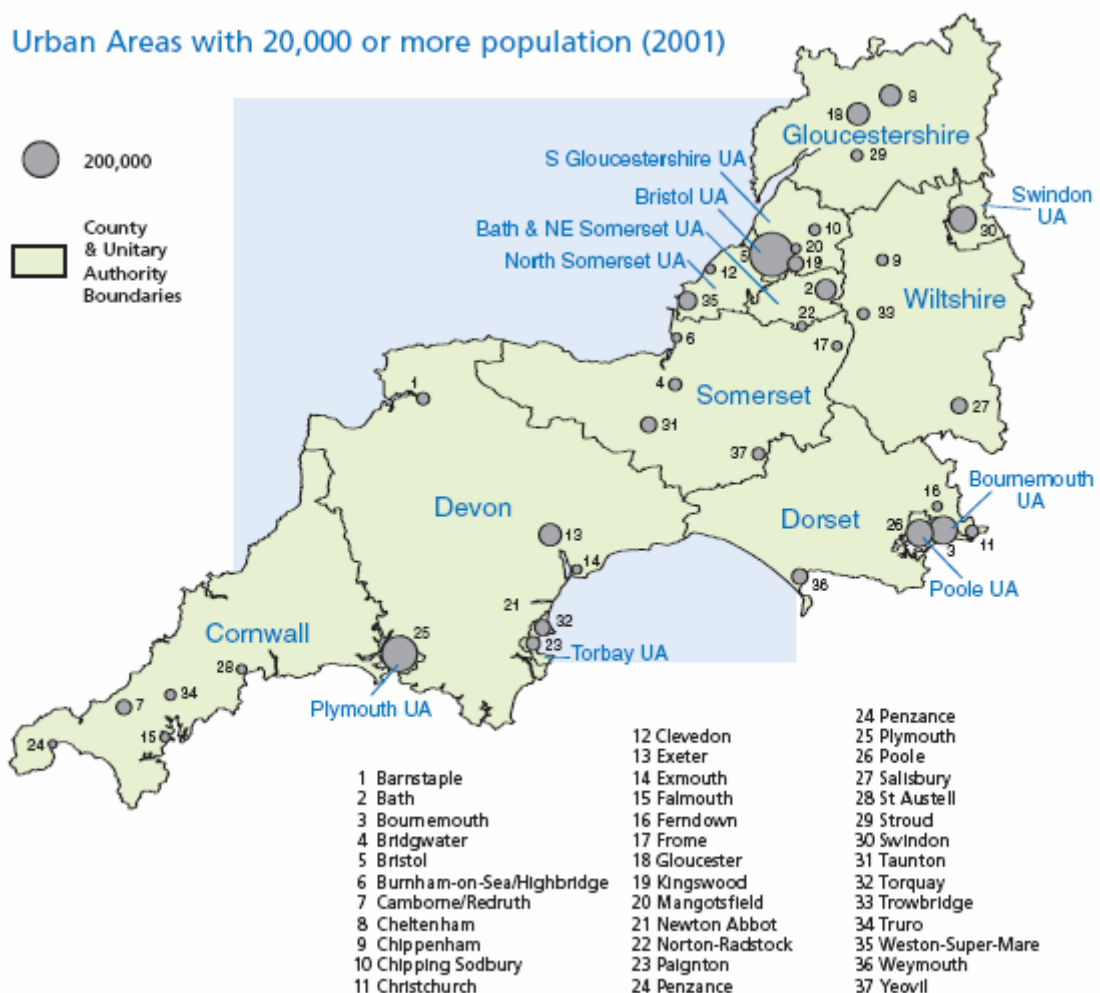 Urban Areas with 20,000 or more population (2001)
200,000
County
& Unitary
Authority
Boundaries
8
18
Gloucestershire
29
S Gloucestershire UA
Bristol UA
Bath & NE Somerset UA
North Somerset UA
Swindon
UA
30
10
20
5
19
12
9
2
35
Wiltshire
22
33
6
17
1
4
Somerset
27
31
37
Bournemouth
UA
Devon
16
Dorset
26
13
3
11
14
36
Poole UA
21
32
Cornwall
25
23
Torbay UA
28
Plymouth UA
34
7
15
24
1 Barnstaple
2 Bath
3 Bournemouth
4 Bridgwater
5 Bristol
6 Burnham-on-Sea/Highbridge
7 Camborne/Redruth
8 Cheltenham
9 Chippenham
10 Chipping Sodbury
11 Christchurch
12 Clevedon
13 Exeter
14 Exmouth
15 Falmouth
16 Ferndown
17 Frome
18 Gloucester
19 Kingswood
20 Mangotsfield
21 Newton Abbot
22 Norton-Radstock
23 Paignton
24 Penzance
24 Penzance
25 Plymouth
26 Poole
27 Salisbury
28 St Austell
29 Stroud
30 Swindon
31 Taunton
32 Torquay
33 Trowbridge
34 Truro
35 Weston-Super-Mare
36 Weymouth
37 Yeovil